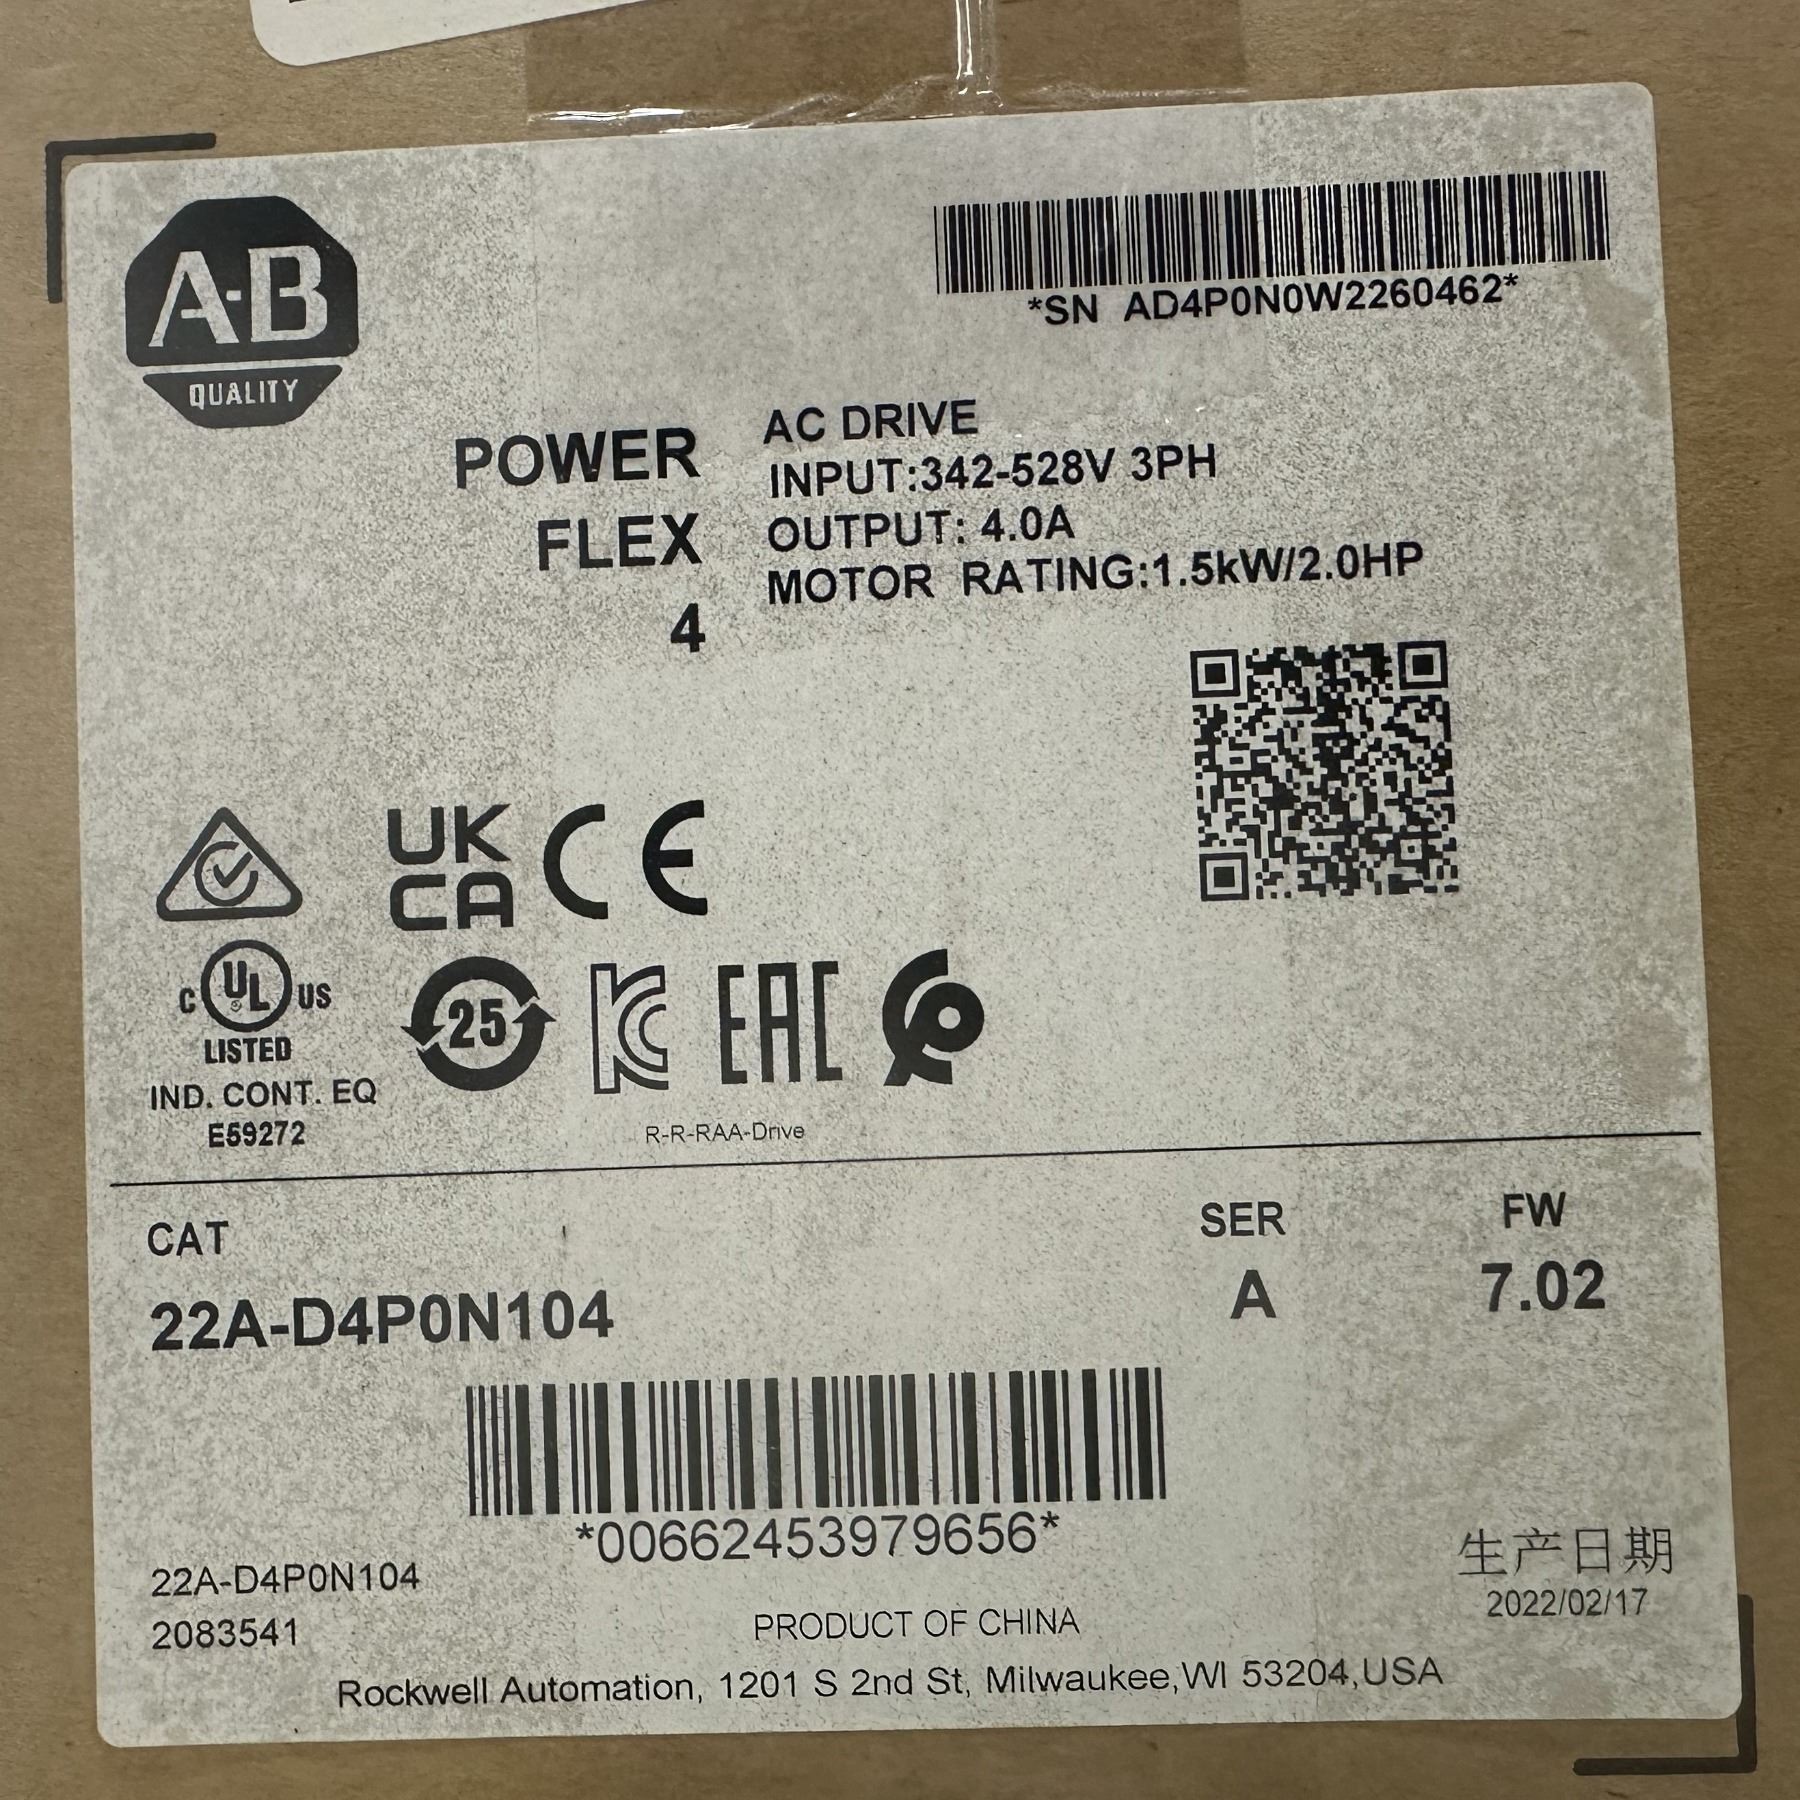 A-B
QUALITY
*SN AD4P0N0W2260462*
POWER
FLEX
4
AC DRIVE
INPUT:342-528V 3PH
OUTPUT: 4.0A
MOTOR RATING:1.5kW/2.0HP
UK
CA
CE
C UL US
LISTED
IND. CONT. EQ
E59272
25
KC
EAC
R-R-RAA-Drive
CAT
22A-D4P0N104
SER
A
FW
7.02
*00662453979656*
22A-D4P0N104
2083541
PRODUCT OF CHINA
生产日期
2022/02/17
Rockwell Automation, 1201 S 2nd St, Milwaukee,WI 53204,USA